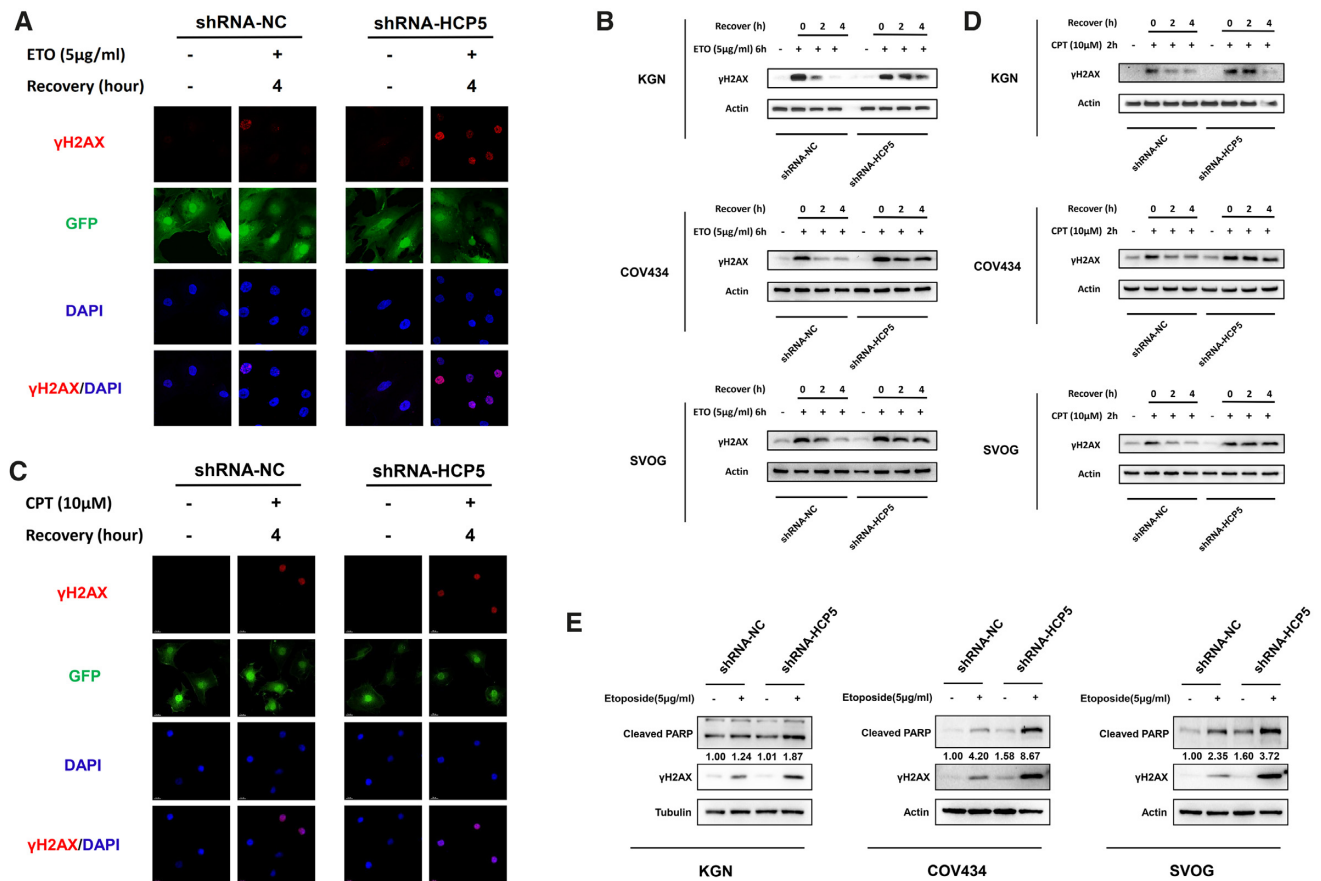 A
shRNA-NC shRNA-HCP5
ETO (5μg/ml) - + - +
Recovery (hour) - 4 - 4
γH2AX
GFP
DAPI
γH2AX/DAPI
B
Recover (h) 0 2 4 0 2 4
ETO (5μg/ml) 6h - + + + - + + +
KGN
γH2AX
Actin
shRNA-NC shRNA-HCP5
Recover (h) 0 2 4 0 2 4
ETO (5μg/ml) 6h - + + + - + + +
COV434
γH2AX
Actin
shRNA-NC shRNA-HCP5
Recover (h) 0 2 4 0 2 4
ETO (5μg/ml) 6h - + + + - + + +
γH2AX
SVOG
Actin
shRNA-NC shRNA-HCP5
C
shRNA-NC shRNA-HCP5
CPT (10μM) - + - +
Recovery (hour) - 4 - 4
γH2AX
GFP
DAPI
γH2AX/DAPI
D
Recover (h) 0 2 4 0 2 4
CPT (10μM) 2h - + + + - + + +
KGN
γH2AX
Actin
shRNA-NC shRNA-HCP5
Recover (h) 0 2 4 0 2 4
CPT (10μM) 2h - + + + - + + +
γH2AX
COV434
Actin
shRNA-NC shRNA-HCP5
Recover (h) 0 2 4 0 2 4
CPT (10μM) 2h - + + + - + + +
γH2AX
SVOG
Actin
shRNA-NC shRNA-HCP5
E
shRNA-NC shRNA-HCP5
Etoposide(5μg/ml) - + - +
Cleaved PARP
1.00 1.24 1.01 1.87
γH2AX
Tubulin
KGN
shRNA-NC shRNA-HCP5
Etoposide(5μg/ml) - + - +
Cleaved PARP
1.00 4.20 1.58 8.67
γH2AX
Actin
COV434
shRNA-NC shRNA-HCP5
Etoposide(5μg/ml) - + - +
Cleaved PARP
1.00 2.35 1.60 3.72
γH2AX
Actin
SVOG